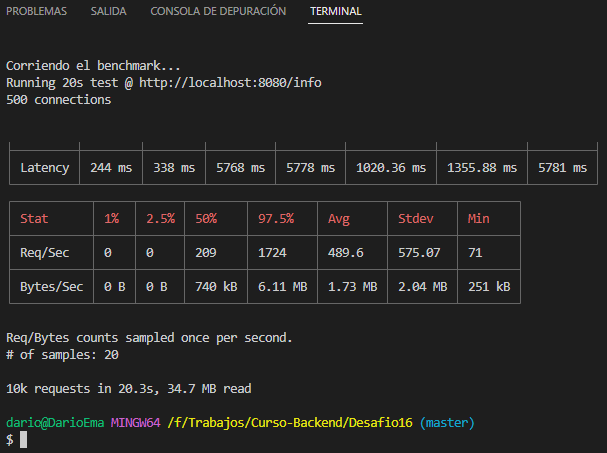 PROBLEMAS SALIDA CONSOLA DE DEPURACIÓN TERMINAL
Corriendo el benchmark...
Running 20s test @ http://localhost:8080/info
500 connections
Latency 244 ms 338 ms 5768 ms 5778 ms 1020.36 ms 1355.88 ms 5781 ms
Stat 1% 2.5% 50% 97.5% Avg Stdev Min
Req/Sec 0 0 209 1724 489.6 575.07 71
Bytes/Sec 0 B 0 B 740 kB 6.11 MB 1.73 MB 2.04 MB 251 kB
Req/Bytes counts sampled once per second.
# of samples: 20
10k requests in 20.3s, 34.7 MB read
dario@DarioEma MINGW64 /f/Trabajos/Curso-Backend/Desafio16 (master)
$